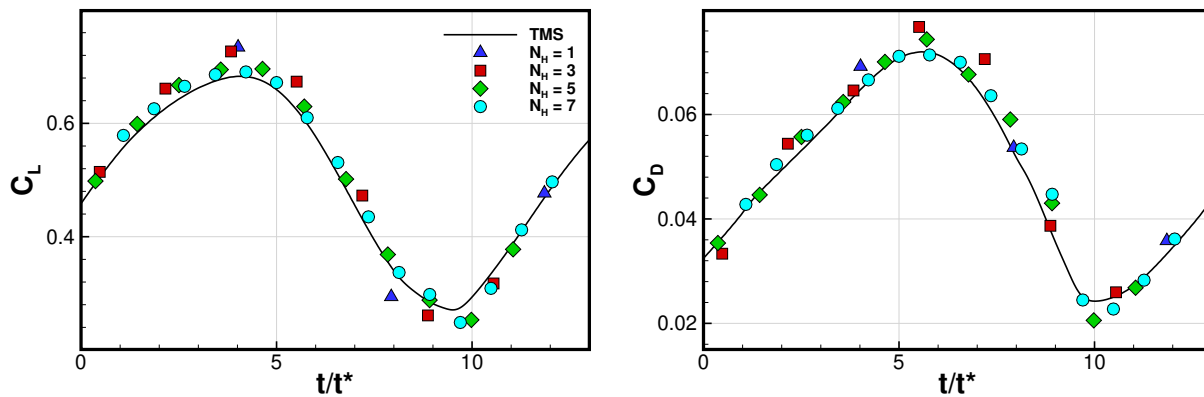 C_L
0.6
0.4
0
5
10
t/t*
TMS
N_H = 1
N_H = 3
N_H = 5
N_H = 7
C_D
0.06
0.04
0.02
0
5
10
t/t*